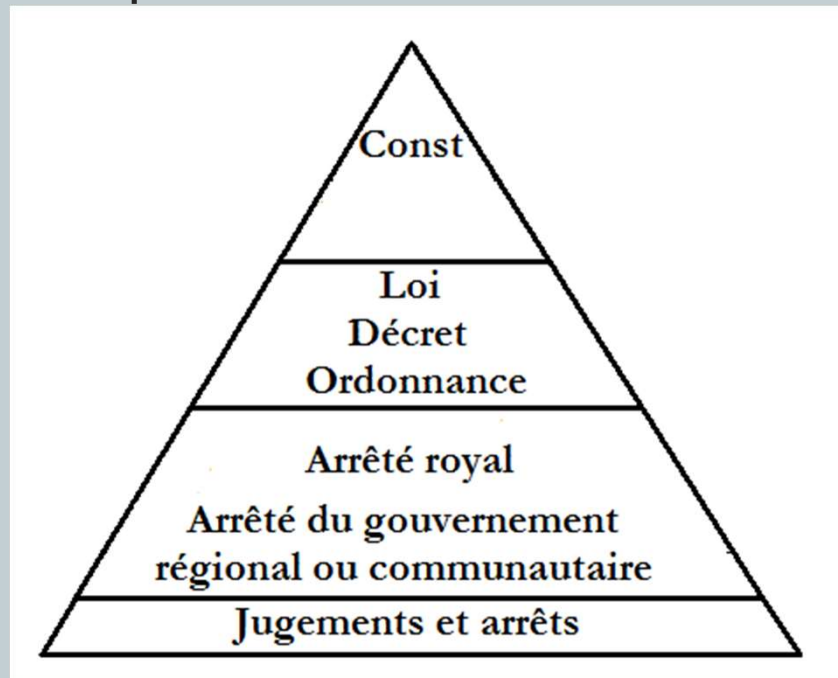 Const
Loi
Décret
Ordonnance
Arrêté royal
Arrêté du gouvernement
régional ou communautaire
Jugements et arrêts